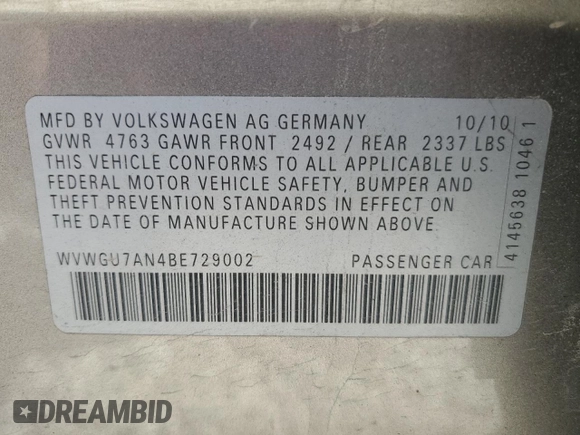 MFD BY VOLKSWAGEN AG GERMANY 10/10
GVWR 4763 GAWR FRONT 2492 / REAR 2337 LBS
THIS VEHICLE CONFORMS TO ALL APPLICABLE U.S.
FEDERAL MOTOR VEHICLE SAFETY, BUMPER AND
THEFT PREVENTION STANDARDS IN EFFECT ON
THE DATE OF MANUFACTURE SHOWN ABOVE.
WVWGU7AN4BE729002 PASSENGER CAR
4145638 1046 1
DREAMBID